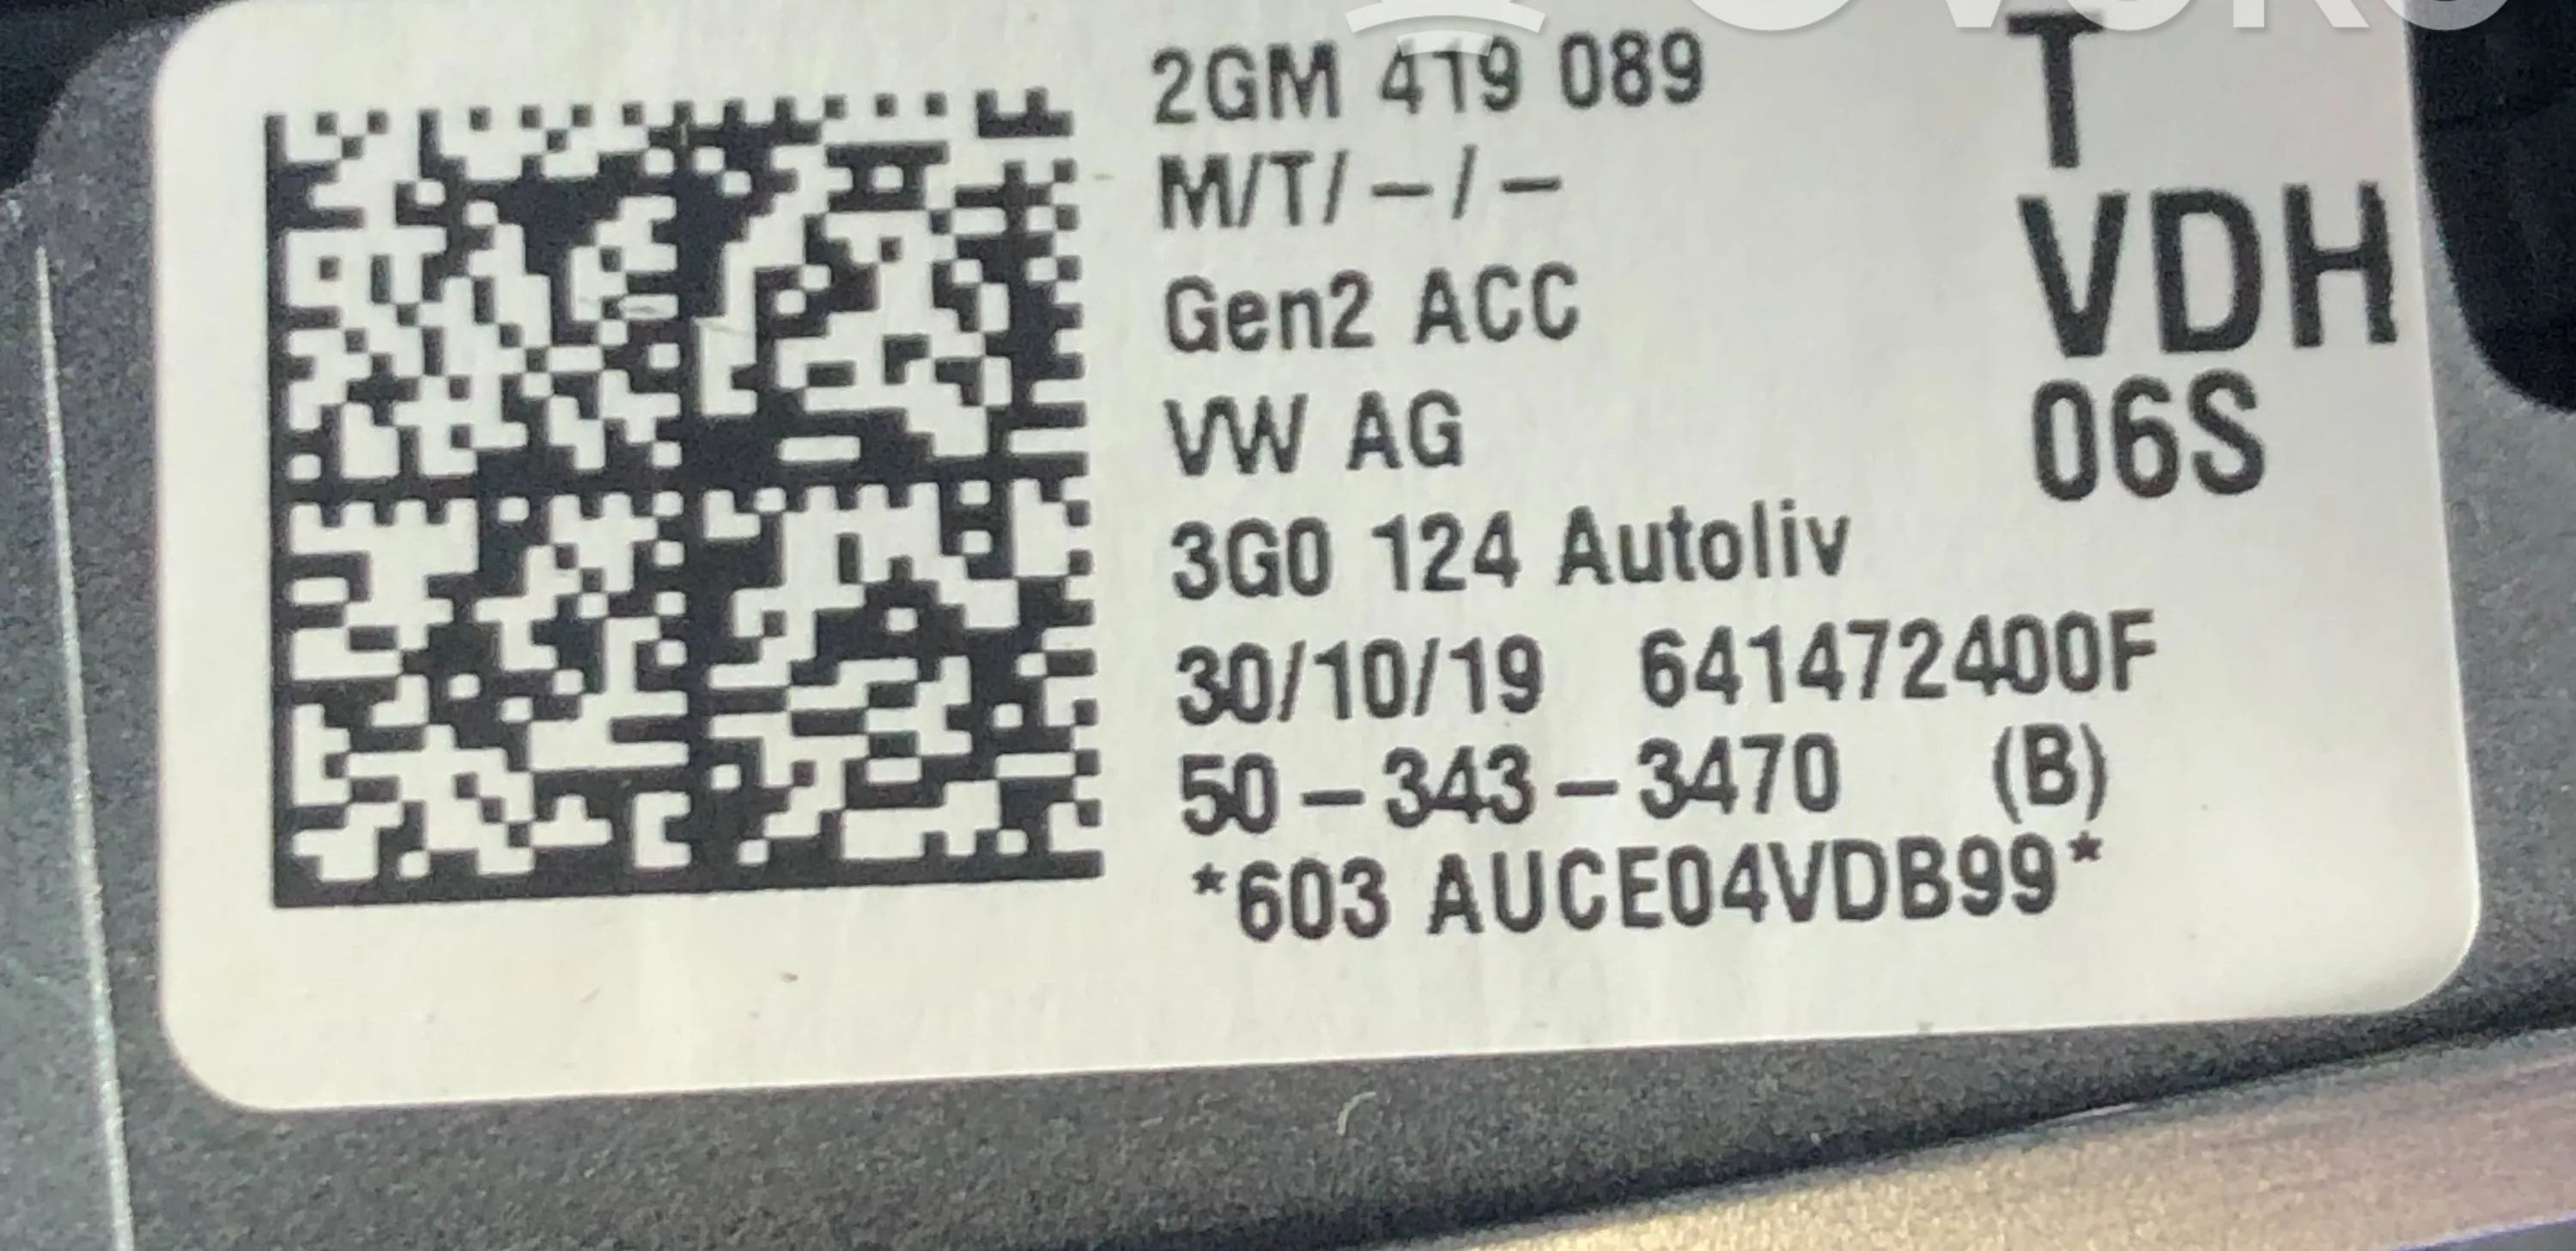 2GM 419 089 T
M/T/–/–
VDH
Gen2 ACC
VW AG
06S
3G0 124 Autoliv
30/10/19 641472400F
50–343–3470 (B)
*603 AUCE04VDB99*